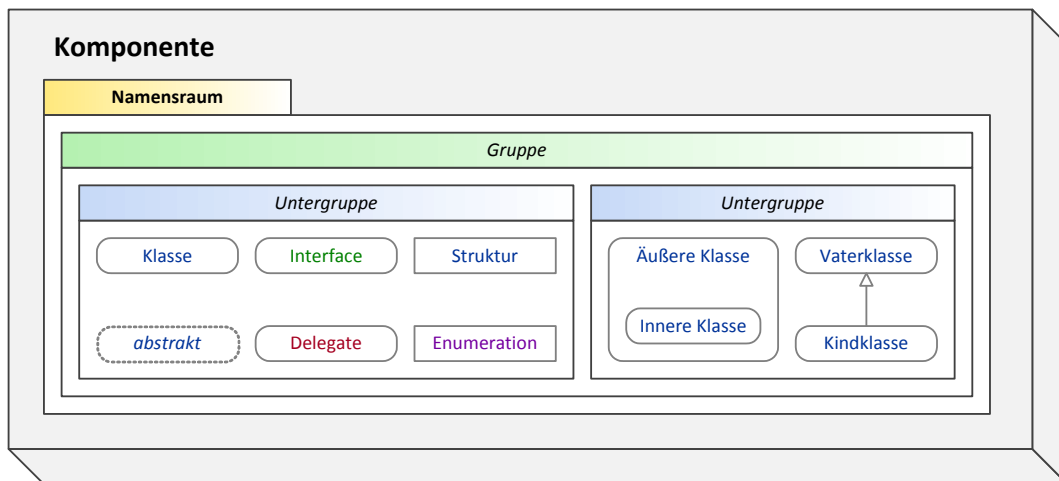 Komponente
Namensraum
Gruppe
Untergruppe
Klasse
Interface
Struktur
abstrakt
Delegate
Enumeration
Untergruppe
Äußere Klasse
Innere Klasse
Vaterklasse
Kindklasse